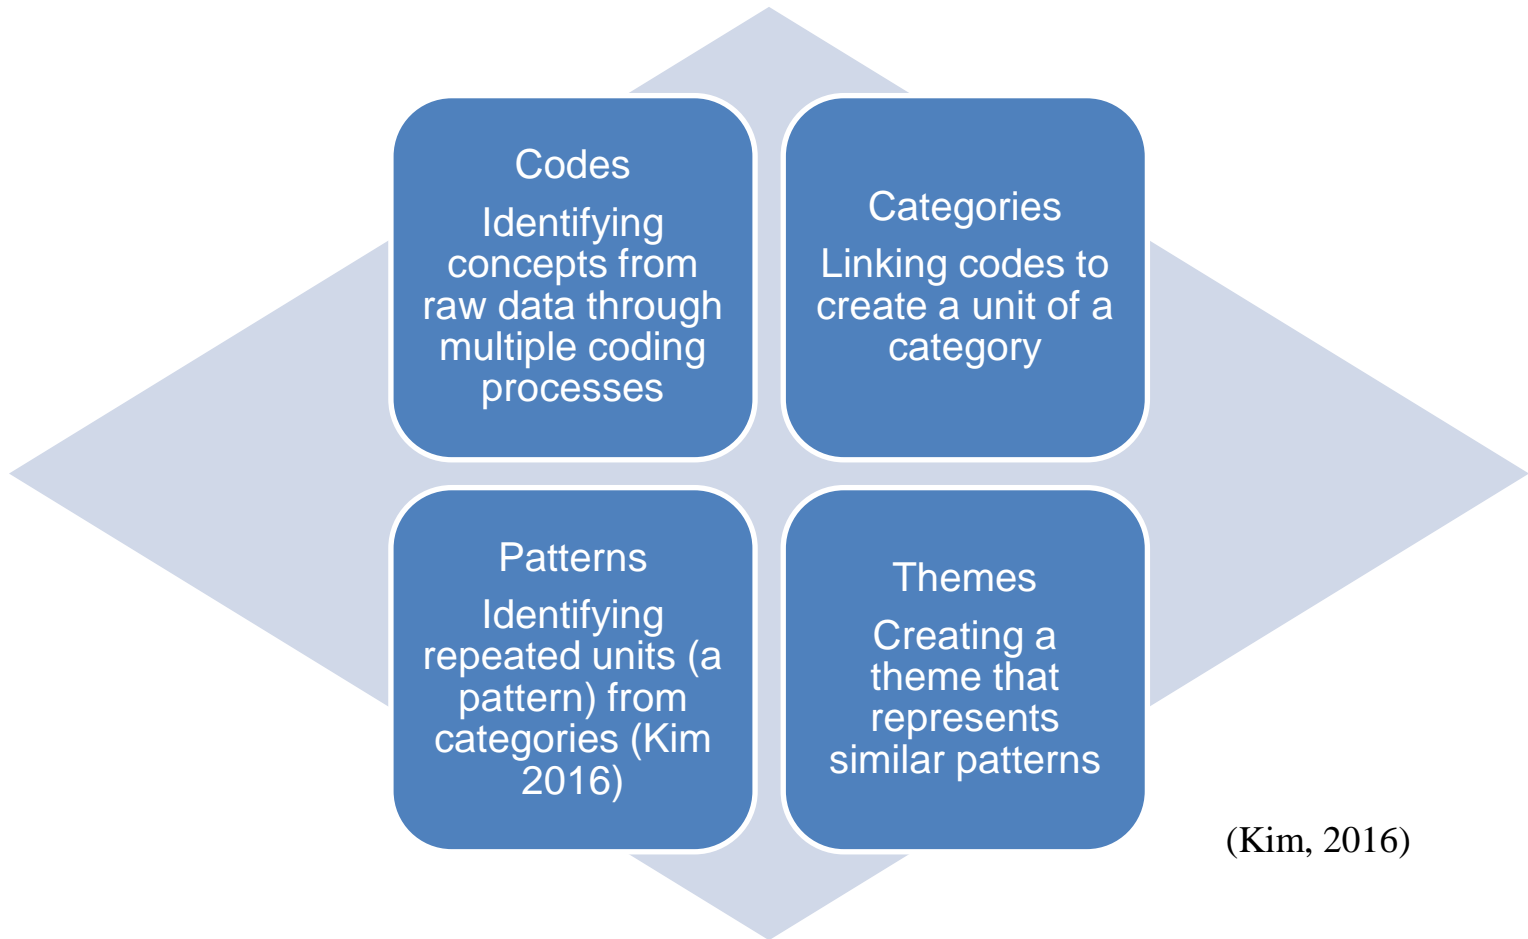 Codes
Identifying
concepts from
raw data through
multiple coding
processes
Categories
Linking codes to
create a unit of a
category
Patterns
Identifying
repeated units (a
pattern) from
categories (Kim
2016)
Themes
Creating a
theme that
represents
similar patterns
(Kim, 2016)